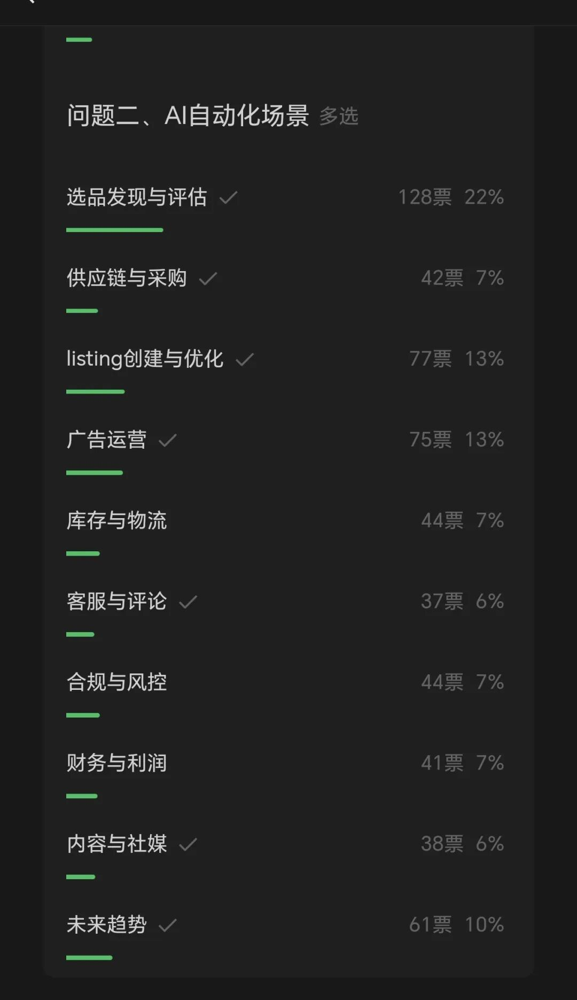 问题二、AI自动化场景 多选
选品发现与评估 128票 22%
供应链与采购 42票 7%
listing创建与优化 77票 13%
广告运营 75票 13%
库存与物流 44票 7%
客服与评论 37票 6%
合规与风控 44票 7%
财务与利润 41票 7%
内容与社媒 38票 6%
未来趋势 61票 10%